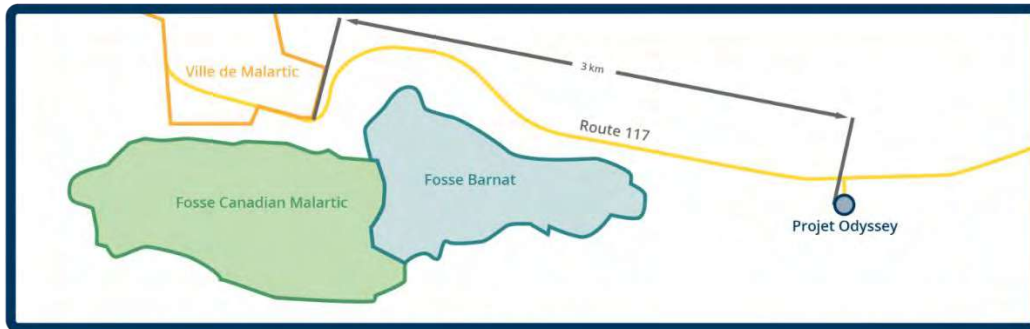 Ville de Malartic
3 km
Route 117
Fosse Barnat
Fosse Canadian Malartic
Projet Odyssey